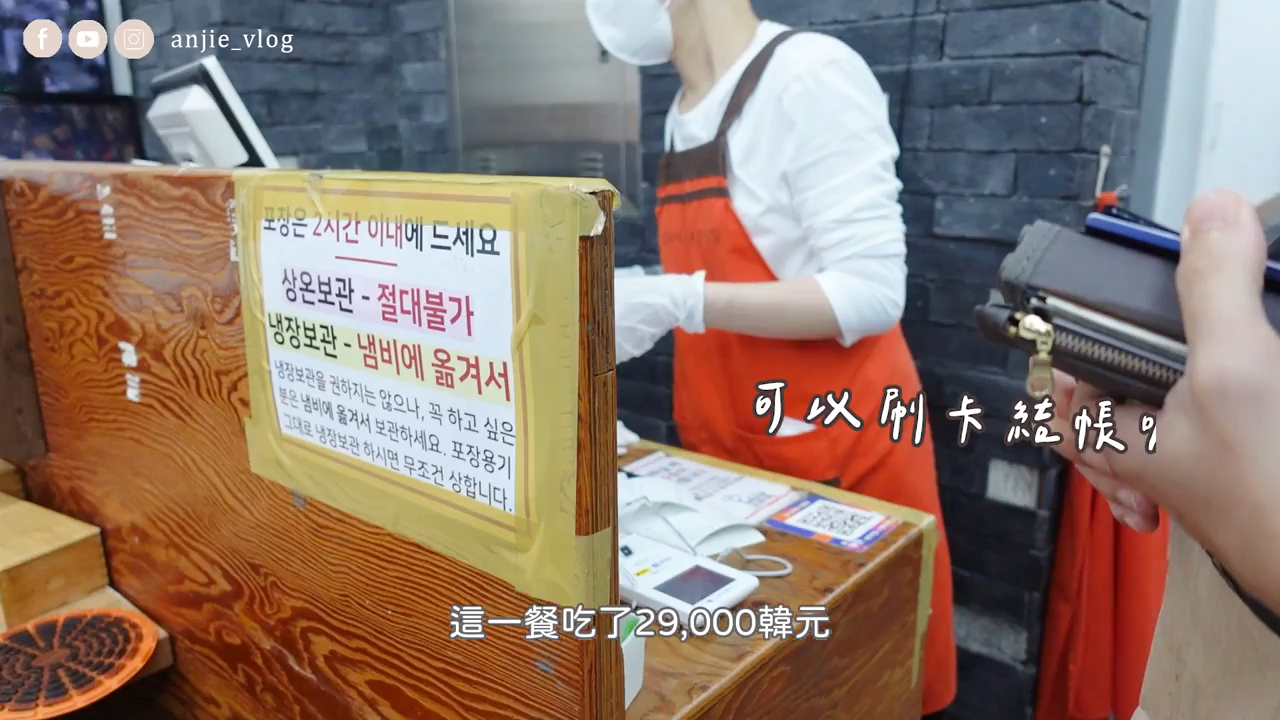 anjie_vlog
포장은 2시간 이내에 드세요
상온보관 - 절대불가
냉장보관 - 냄비에 옮겨서
냉장보관을 권하지는 않으나, 꼭 하고 싶은
분은 냄비에 옮겨서 보관하세요. 포장용기
그대로 냉장보관 하시면 무조건 상합니다.
可以刷卡結帳
這一餐吃了29,000韓元